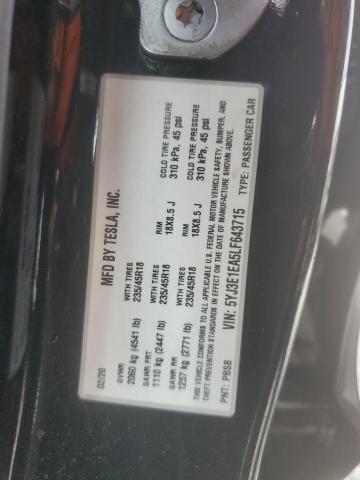 MFD BY TESLA, INC.
02/20
GVWR WITH TIRES RIM COLD TIRE PRESSURE
2060 kg (4541 lb) 235/45R18 18X8.5 J 310 kPa, 45 psi
GAWR FRT WITH TIRES RIM COLD TIRE PRESSURE
1110 kg (2447 lb) 235/45R18 18X8.5 J 310 kPa, 45 psi
GAWR RR
1257 kg (2771 lb)
THIS VEHICLE CONFORMS TO ALL APPLICABLE U.S. FEDERAL MOTOR VEHICLE SAFETY, BUMPER, AND
THEFT PREVENTION STANDARDS IN EFFECT ON THE DATE OF MANUFACTURE SHOWN ABOVE.
PNT: PBSB VIN: 5YJ3E1EA5LF643715 TYPE: PASSENGER CAR